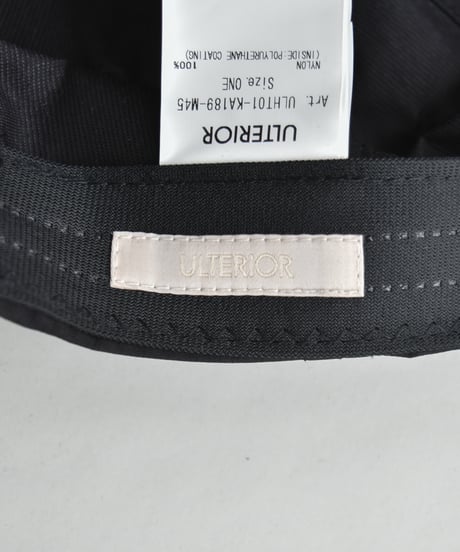 ULTERIOR
Art. ULHT01-KA189-M45
Size. ONE
NYLON 100%
(INSIDE:POLYURETHANE COATING)
ULTERIOR